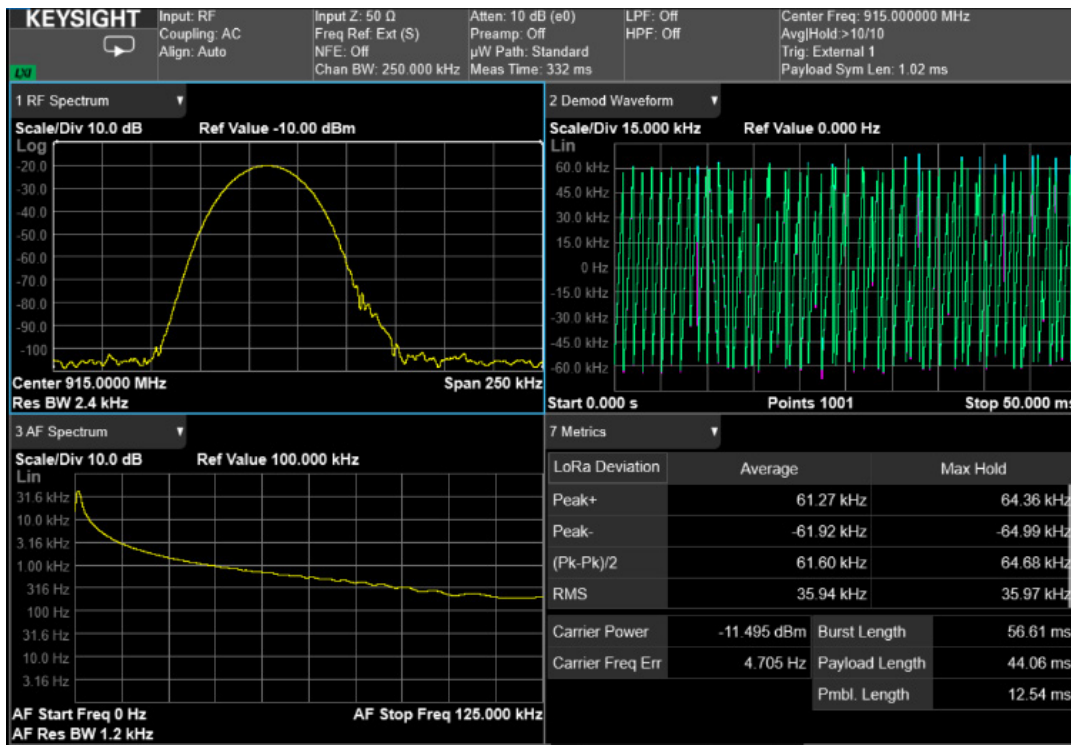 KEYSIGHT
LXI
Input: RF
Coupling: AC
Align: Auto
Input Z: 50 Ω
Freq Ref: Ext (S)
NFE: Off
Chan BW: 250.000 kHz
Atten: 10 dB (e0)
Preamp: Off
µW Path: Standard
Meas Time: 332 ms
LPF: Off
HPF: Off
Center Freq: 915.000000 MHz
Avg|Hold:>10/10
Trig: External 1
Payload Sym Len: 1.02 ms
1 RF Spectrum
Scale/Div 10.0 dB Ref Value -10.00 dBm
Log
-20.0
-30.0
-40.0
-50.0
-60.0
-70.0
-80.0
-90.0
-100
Center 915.0000 MHz Span 250 kHz
Res BW 2.4 kHz
2 Demod Waveform
Scale/Div 15.000 kHz Ref Value 0.000 Hz
Lin
60.0 kHz
45.0 kHz
30.0 kHz
15.0 kHz
0 Hz
-15.0 kHz
-30.0 kHz
-45.0 kHz
-60.0 kHz
Start 0.000 s Points 1001 Stop 50.000 ms
3 AF Spectrum
Scale/Div 10.0 dB Ref Value 100.000 kHz
Lin
31.6 kHz
10.0 kHz
3.16 kHz
1.00 kHz
316 Hz
100 Hz
31.6 Hz
10.0 Hz
3.16 Hz
AF Start Freq 0 Hz AF Stop Freq 125.000 kHz
AF Res BW 1.2 kHz
7 Metrics
LoRa Deviation Average Max Hold
Peak+ 61.27 kHz 64.36 kHz
Peak- -61.92 kHz -64.99 kHz
(Pk-Pk)/2 61.60 kHz 64.68 kHz
RMS 35.94 kHz 35.97 kHz
Carrier Power -11.495 dBm Burst Length 56.61 ms
Carrier Freq Err 4.705 Hz Payload Length 44.06 ms
Pmbl. Length 12.54 ms